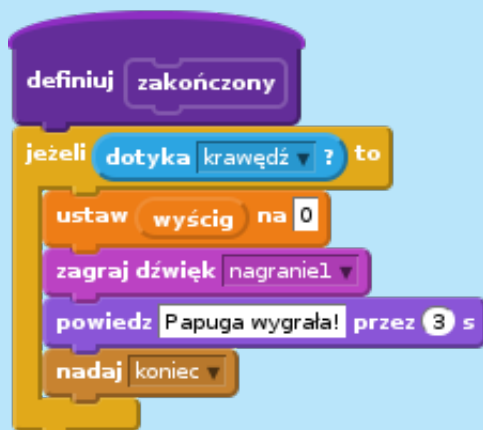 definiuj zakończony
jeżeli dotyka krawędź ? to
ustaw wyścig na 0
zagraj dźwięk nagranie1
powiedz Papuga wygrała! przez 3 s
nadaj koniec